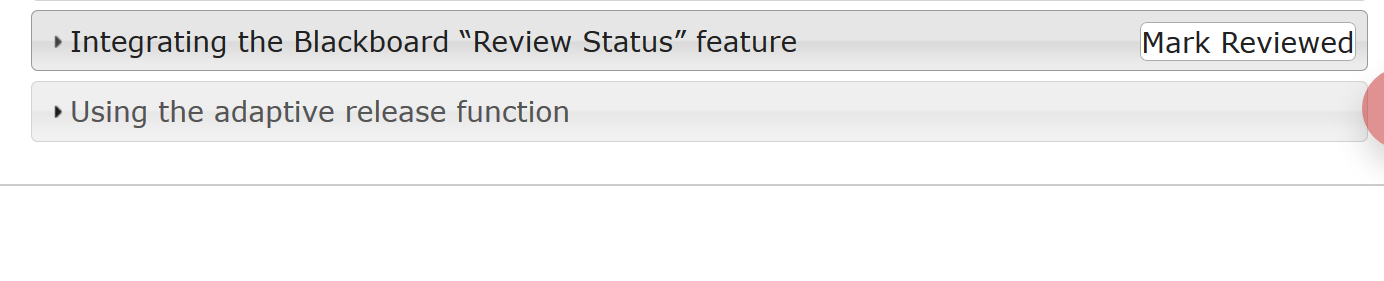 Integrating the Blackboard “Review Status” feature
Mark Reviewed
Using the adaptive release function